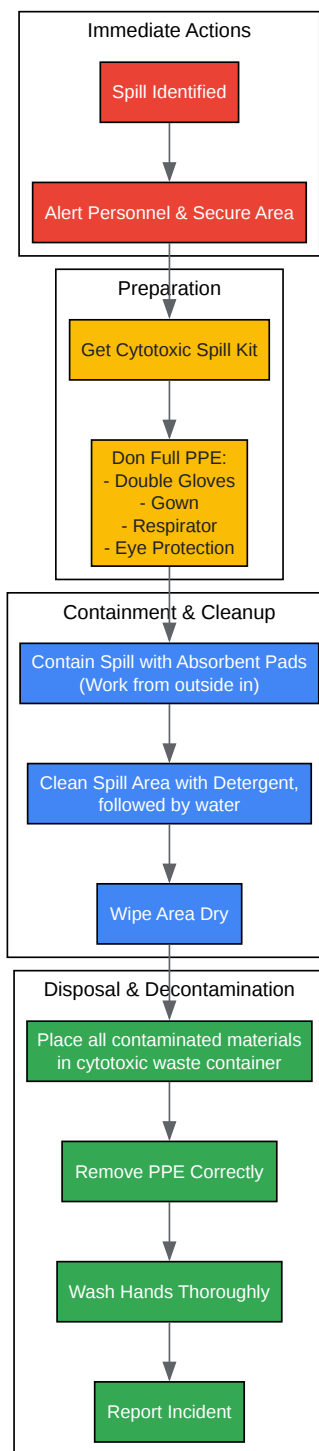 Immediate Actions
Spill Identified
Alert Personnel & Secure Area
Preparation
Get Cytotoxic Spill Kit
Don Full PPE:
- Double Gloves
- Gown
- Respirator
- Eye Protection
Containment & Cleanup
Contain Spill with Absorbent Pads
(Work from outside in)
Clean Spill Area with Detergent,
followed by water
Wipe Area Dry
Disposal & Decontamination
Place all contaminated materials
in cytotoxic waste container
Remove PPE Correctly
Wash Hands Thoroughly
Report Incident